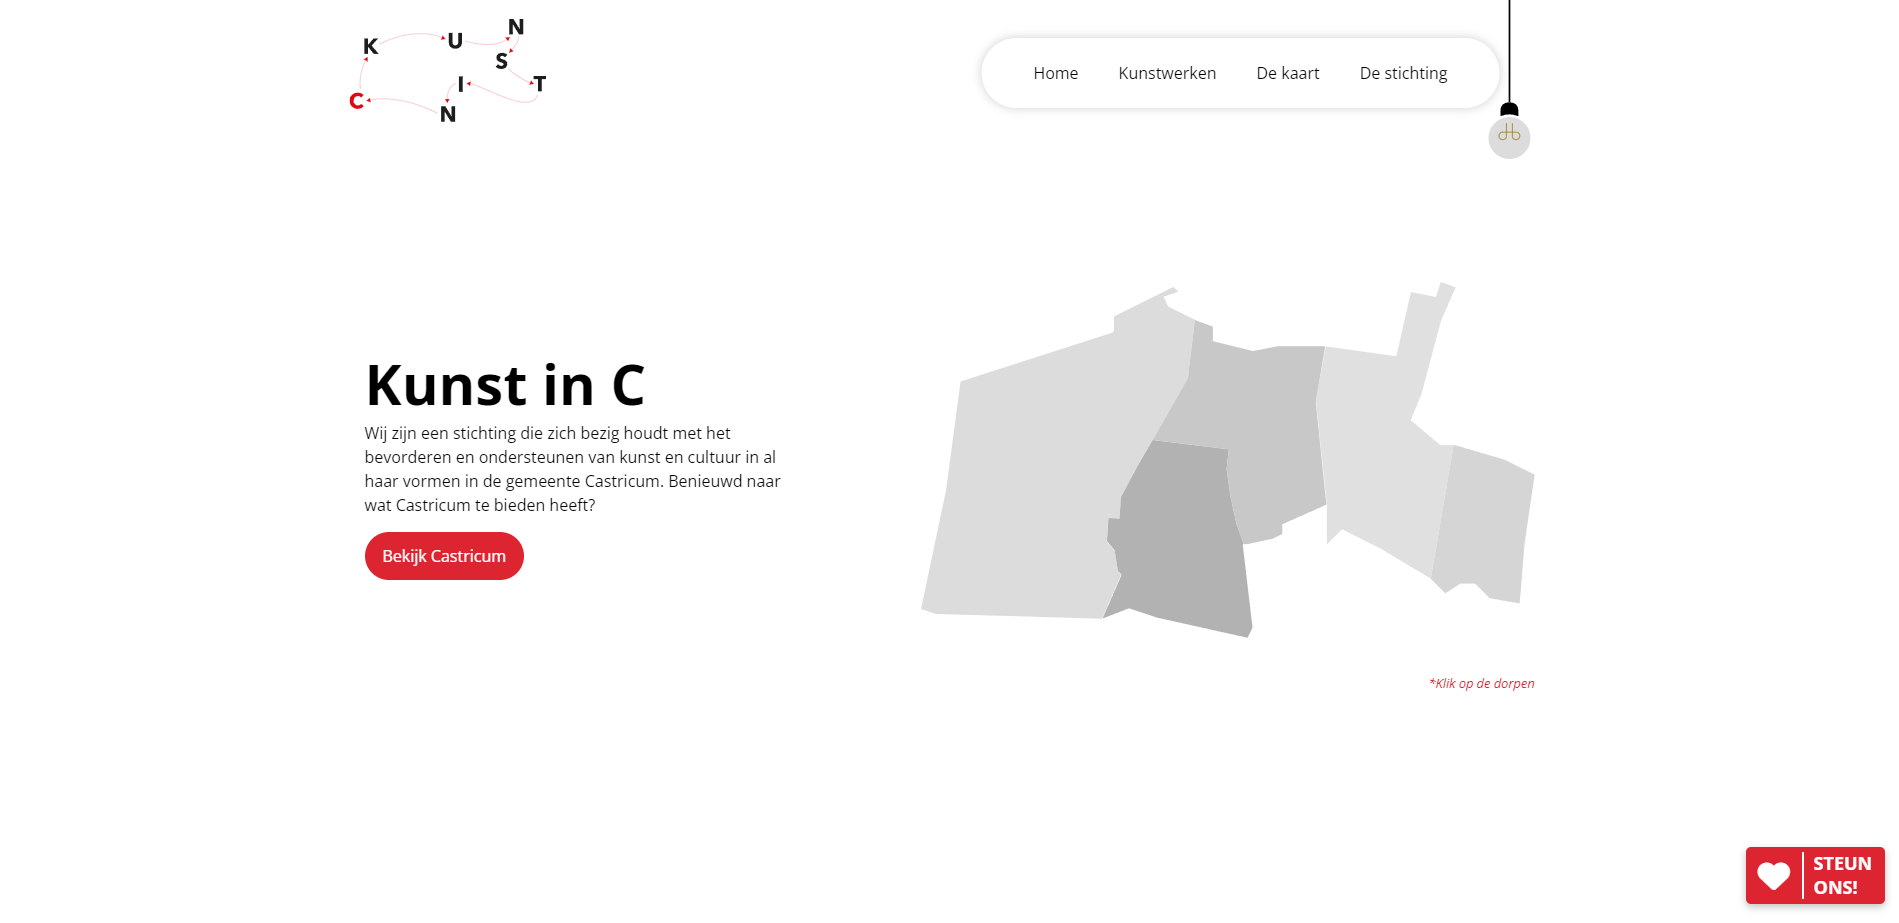 K U N S T I N C
Home
Kunstwerken
De kaart
De stichting
Kunst in C
Wij zijn een stichting die zich bezig houdt met het
bevorderen en ondersteunen van kunst en cultuur in al
haar vormen in de gemeente Castricum. Benieuwd naar
wat Castricum te bieden heeft?
Bekijk Castricum
*Klik op de dorpen
STEUN
ONS!